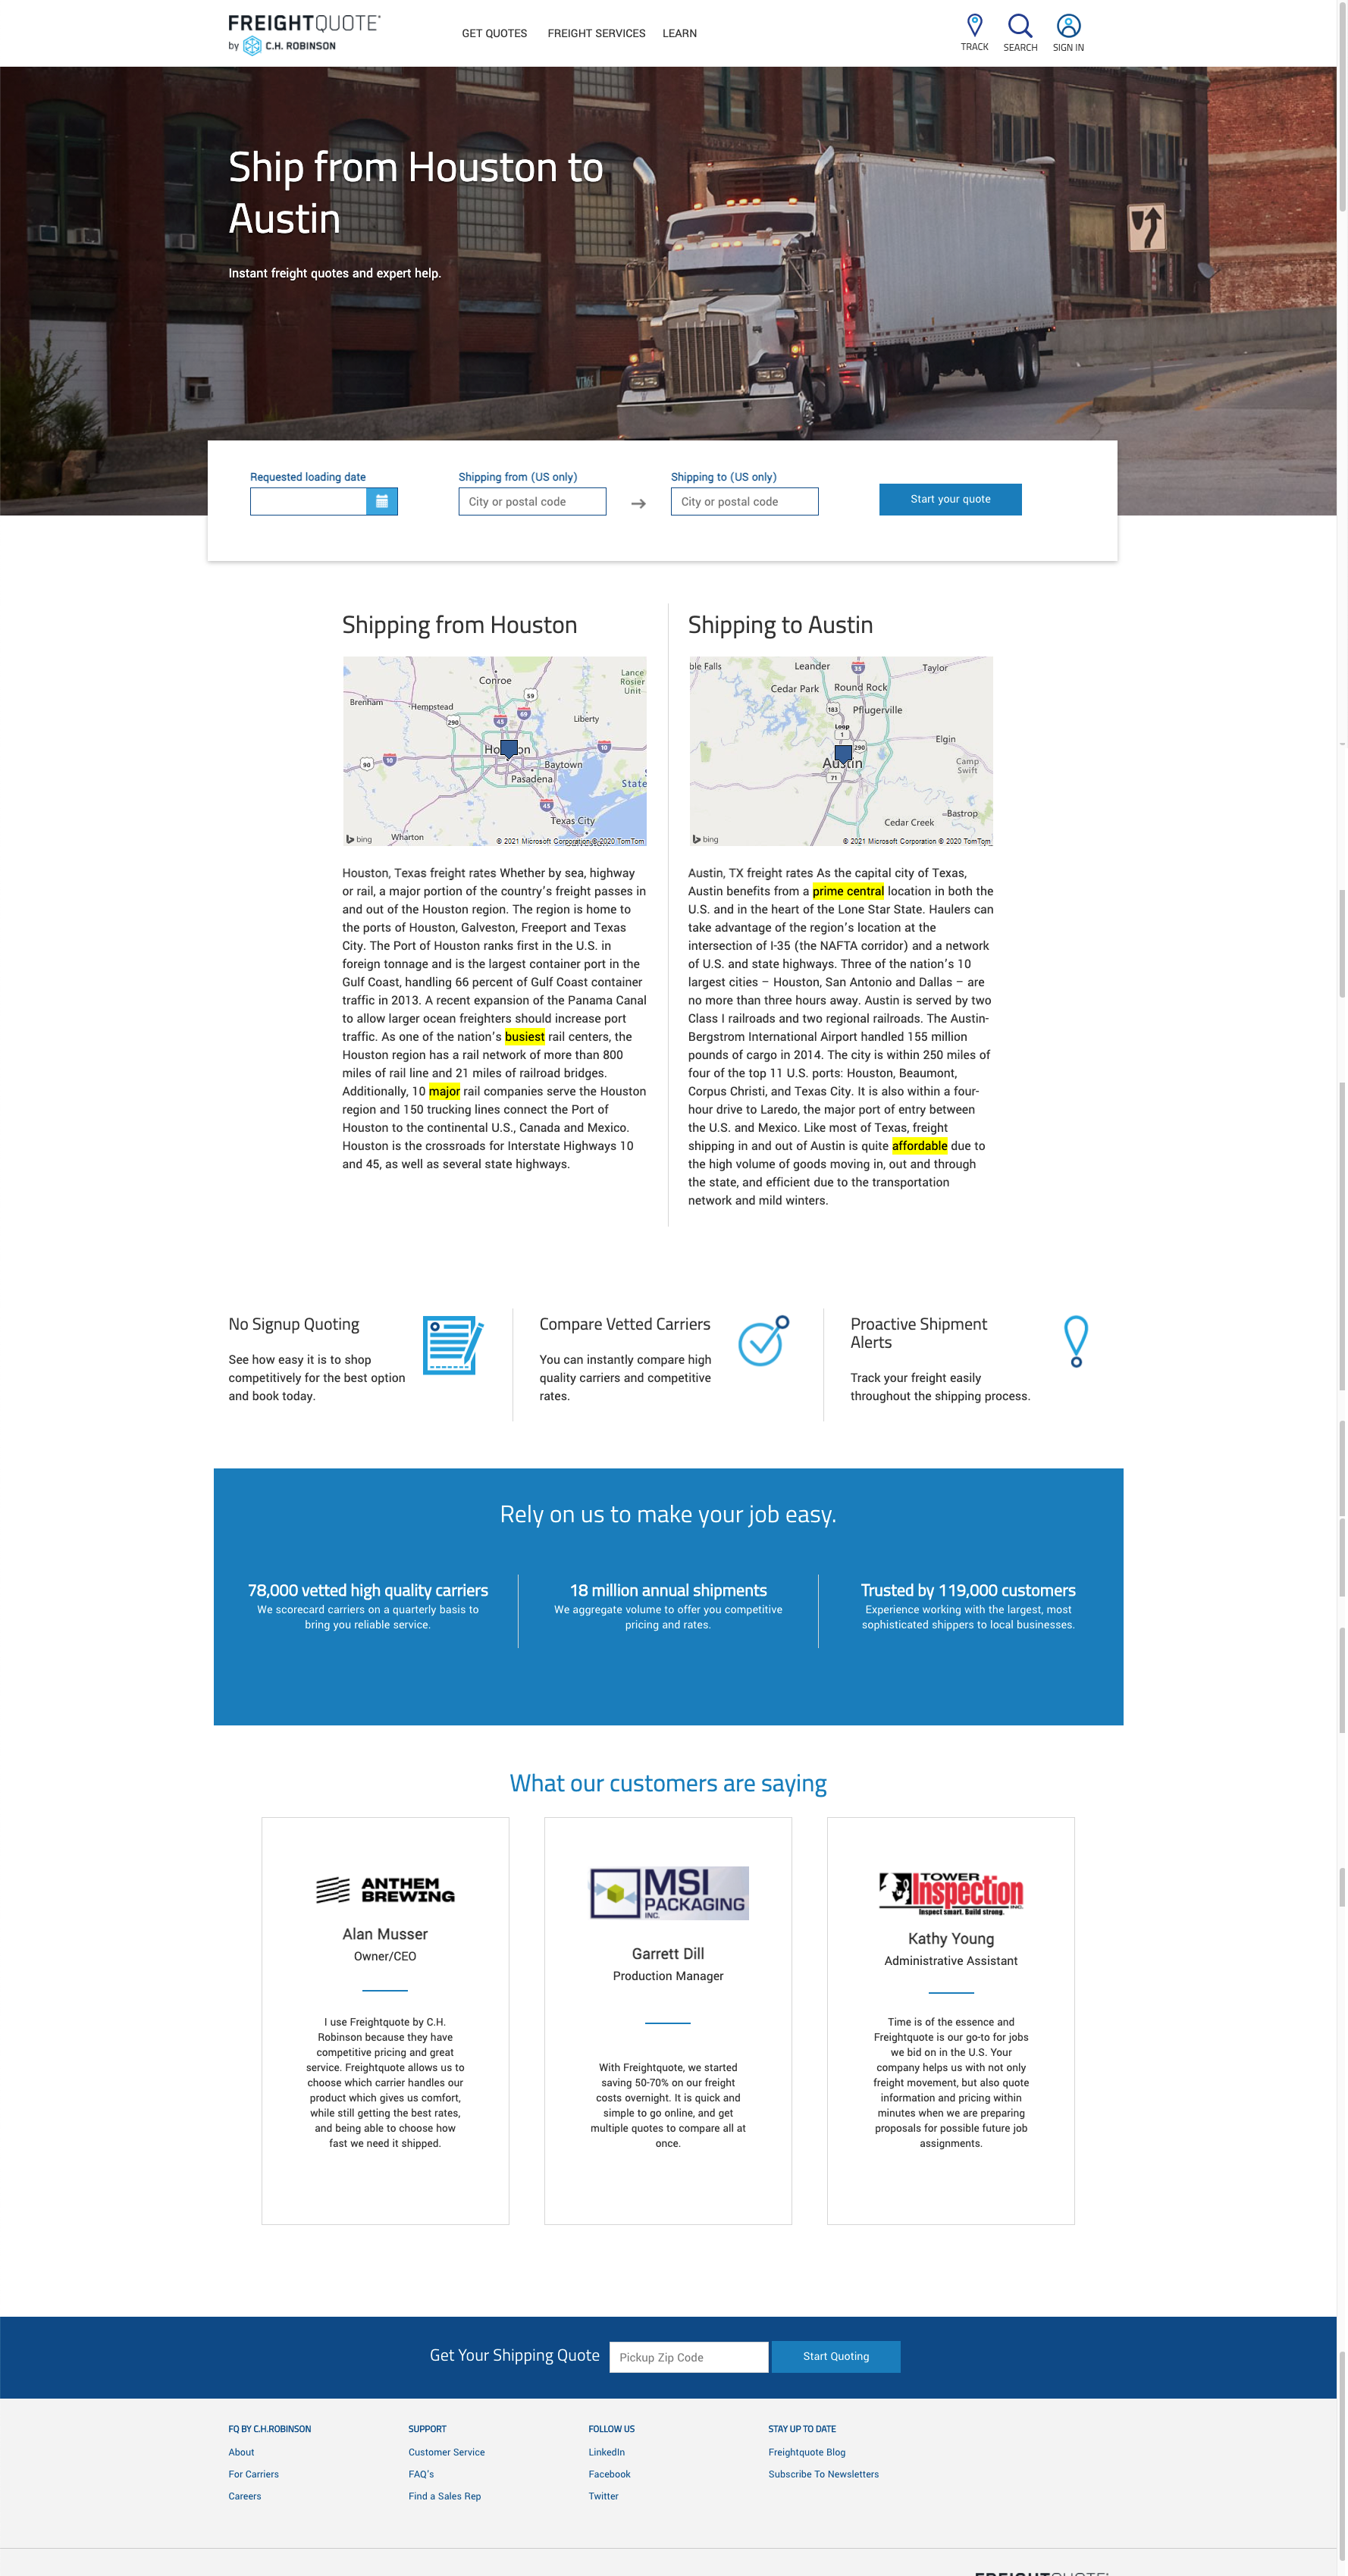 FREIGHTQUOTE®
by C.H. ROBINSON
GET QUOTES FREIGHT SERVICES LEARN
TRACK SEARCH SIGN IN
Ship from Houston to
Austin
Instant freight quotes and expert help.
Requested loading date
Shipping from (US only)
City or postal code
Shipping to (US only)
City or postal code
Start your quote
Shipping from Houston
Conroe
Lance
Rosier
Unit
59
Brenham
Hempstead
290
45
69
Liberty
Houston
10
90
10
Baytown
Pasadena
State
45
Texas City
Wharton
bing
© 2021 Microsoft Corporation © 2020 TomTom
Houston, Texas freight rates Whether by sea, highway
or rail, a major portion of the country's freight passes in
and out of the Houston region. The region is home to
the ports of Houston, Galveston, Freeport and Texas
City. The Port of Houston ranks first in the U.S. in
foreign tonnage and is the largest container port in the
Gulf Coast, handling 66 percent of Gulf Coast container
traffic in 2013. A recent expansion of the Panama Canal
to allow larger ocean freighters should increase port
traffic. As one of the nation's busiest rail centers, the
Houston region has a rail network of more than 800
miles of rail line and 21 miles of railroad bridges.
Additionally, 10 major rail companies serve the Houston
region and 150 trucking lines connect the Port of
Houston to the continental U.S., Canada and Mexico.
Houston is the crossroads for Interstate Highways 10
and 45, as well as several state highways.
Shipping to Austin
ble Falls
Leander
35
Taylor
Cedar Park
Round Rock
183
Pflugerville
Loop
1
290
Elgin
Austin
Camp
Swift
71
Bastrop
Cedar Creek
bing
© 2021 Microsoft Corporation © 2020 TomTom
Austin, TX freight rates As the capital city of Texas,
Austin benefits from a prime central location in both the
U.S. and in the heart of the Lone Star State. Haulers can
take advantage of the region's location at the
intersection of I-35 (the NAFTA corridor) and a network
of U.S. and state highways. Three of the nation's 10
largest cities – Houston, San Antonio and Dallas – are
no more than three hours away. Austin is served by two
Class I railroads and two regional railroads. The Austin-
Bergstrom International Airport handled 155 million
pounds of cargo in 2014. The city is within 250 miles of
four of the top 11 U.S. ports: Houston, Beaumont,
Corpus Christi, and Texas City. It is also within a four-
hour drive to Laredo, the major port of entry between
the U.S. and Mexico. Like most of Texas, freight
shipping in and out of Austin is quite affordable due to
the high volume of goods moving in, out and through
the state, and efficient due to the transportation
network and mild winters.
No Signup Quoting
See how easy it is to shop
competitively for the best option
and book today.
Compare Vetted Carriers
You can instantly compare high
quality carriers and competitive
rates.
Proactive Shipment
Alerts
Track your freight easily
throughout the shipping process.
Rely on us to make your job easy.
78,000 vetted high quality carriers
We scorecard carriers on a quarterly basis to
bring you reliable service.
18 million annual shipments
We aggregate volume to offer you competitive
pricing and rates.
Trusted by 119,000 customers
Experience working with the largest, most
sophisticated shippers to local businesses.
What our customers are saying
ANTHEM
BREWING
Alan Musser
Owner/CEO
I use Freightquote by C.H.
Robinson because they have
competitive pricing and great
service. Freightquote allows us to
choose which carrier handles our
product which gives us comfort,
while still getting the best rates,
and being able to choose how
fast we need it shipped.
MSI
PACKAGING
INC.
Garrett Dill
Production Manager
With Freightquote, we started
saving 50-70% on our freight
costs overnight. It is quick and
simple to go online, and get
multiple quotes to compare all at
once.
TOWER
Inspection
INC.
Inspect smart. Build strong.
Kathy Young
Administrative Assistant
Time is of the essence and
Freightquote is our go-to for jobs
we bid on in the U.S. Your
company helps us with not only
freight movement, but also quote
information and pricing within
minutes when we are preparing
proposals for possible future job
assignments.
Get Your Shipping Quote
Pickup Zip Code
Start Quoting
FQ BY C.H.ROBINSON
About
For Carriers
Careers
SUPPORT
Customer Service
FAQ's
Find a Sales Rep
FOLLOW US
LinkedIn
Facebook
Twitter
STAY UP TO DATE
Freightquote Blog
Subscribe To Newsletters
FREIGHTQUOTE®